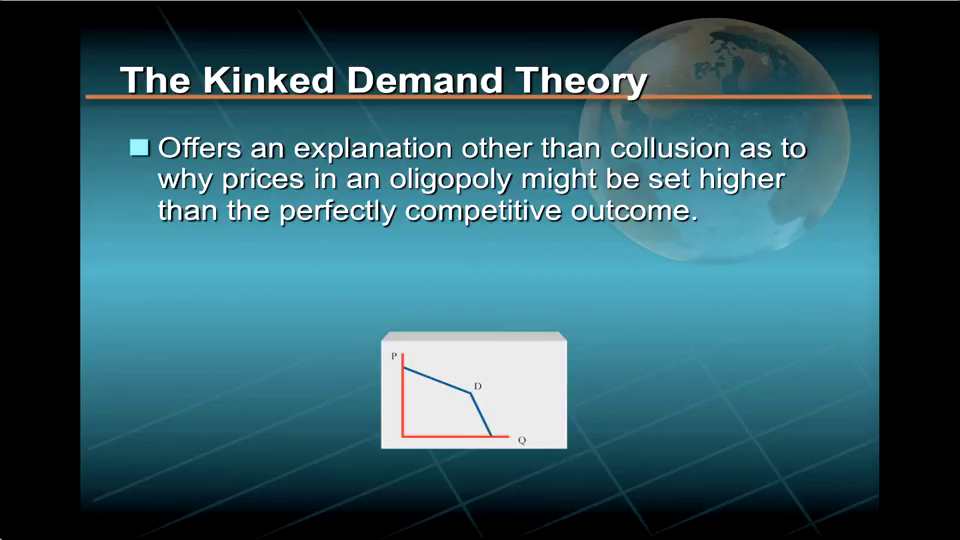 The Kinked Demand Theory
Offers an explanation other than collusion as to
why prices in an oligopoly might be set higher
than the perfectly competitive outcome.
P
D
Q